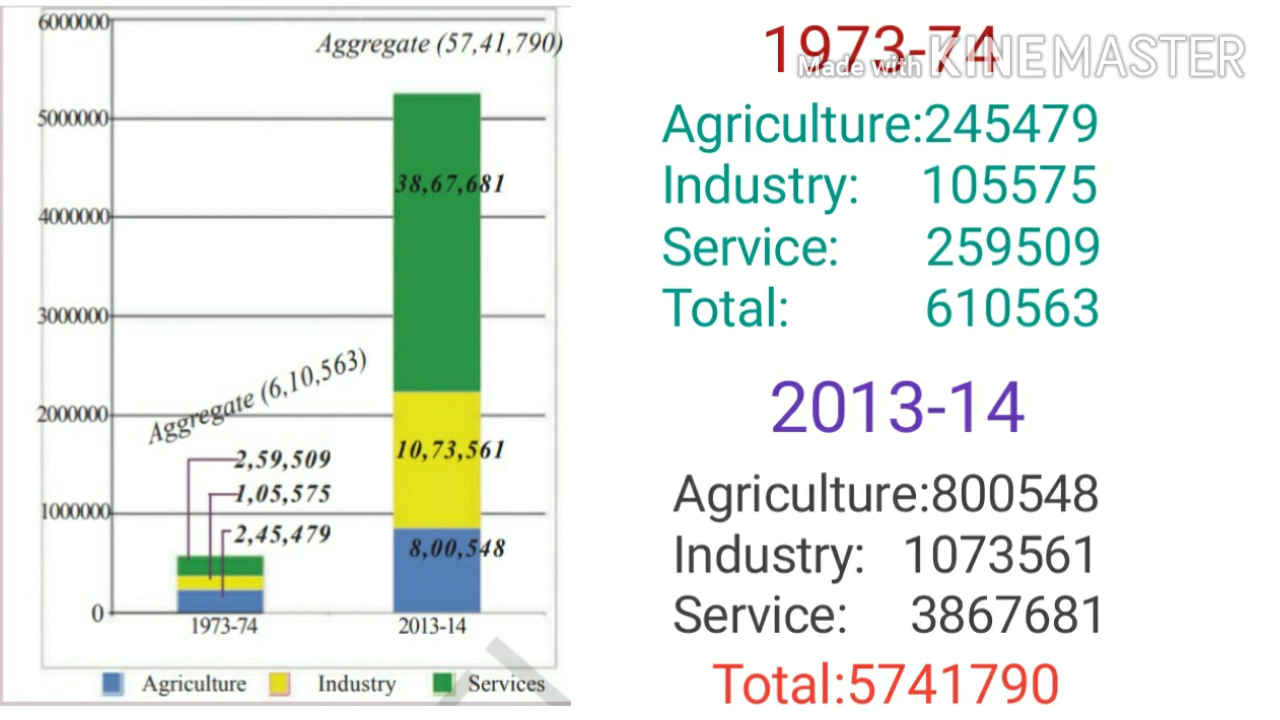 6000000
Aggregate (57,41,790)
5000000
38,67,681
4000000
3000000
Aggregate (6,10,563)
2000000
2,59,509
10,73,561
1,05,575
1000000
2,45,479
8,00,548
0
1973-74 2013-14
Agriculture Industry Services
1973-74
Made with KINEMASTER
Agriculture:245479
Industry: 105575
Service: 259509
Total: 610563
2013-14
Agriculture:800548
Industry: 1073561
Service: 3867681
Total:5741790